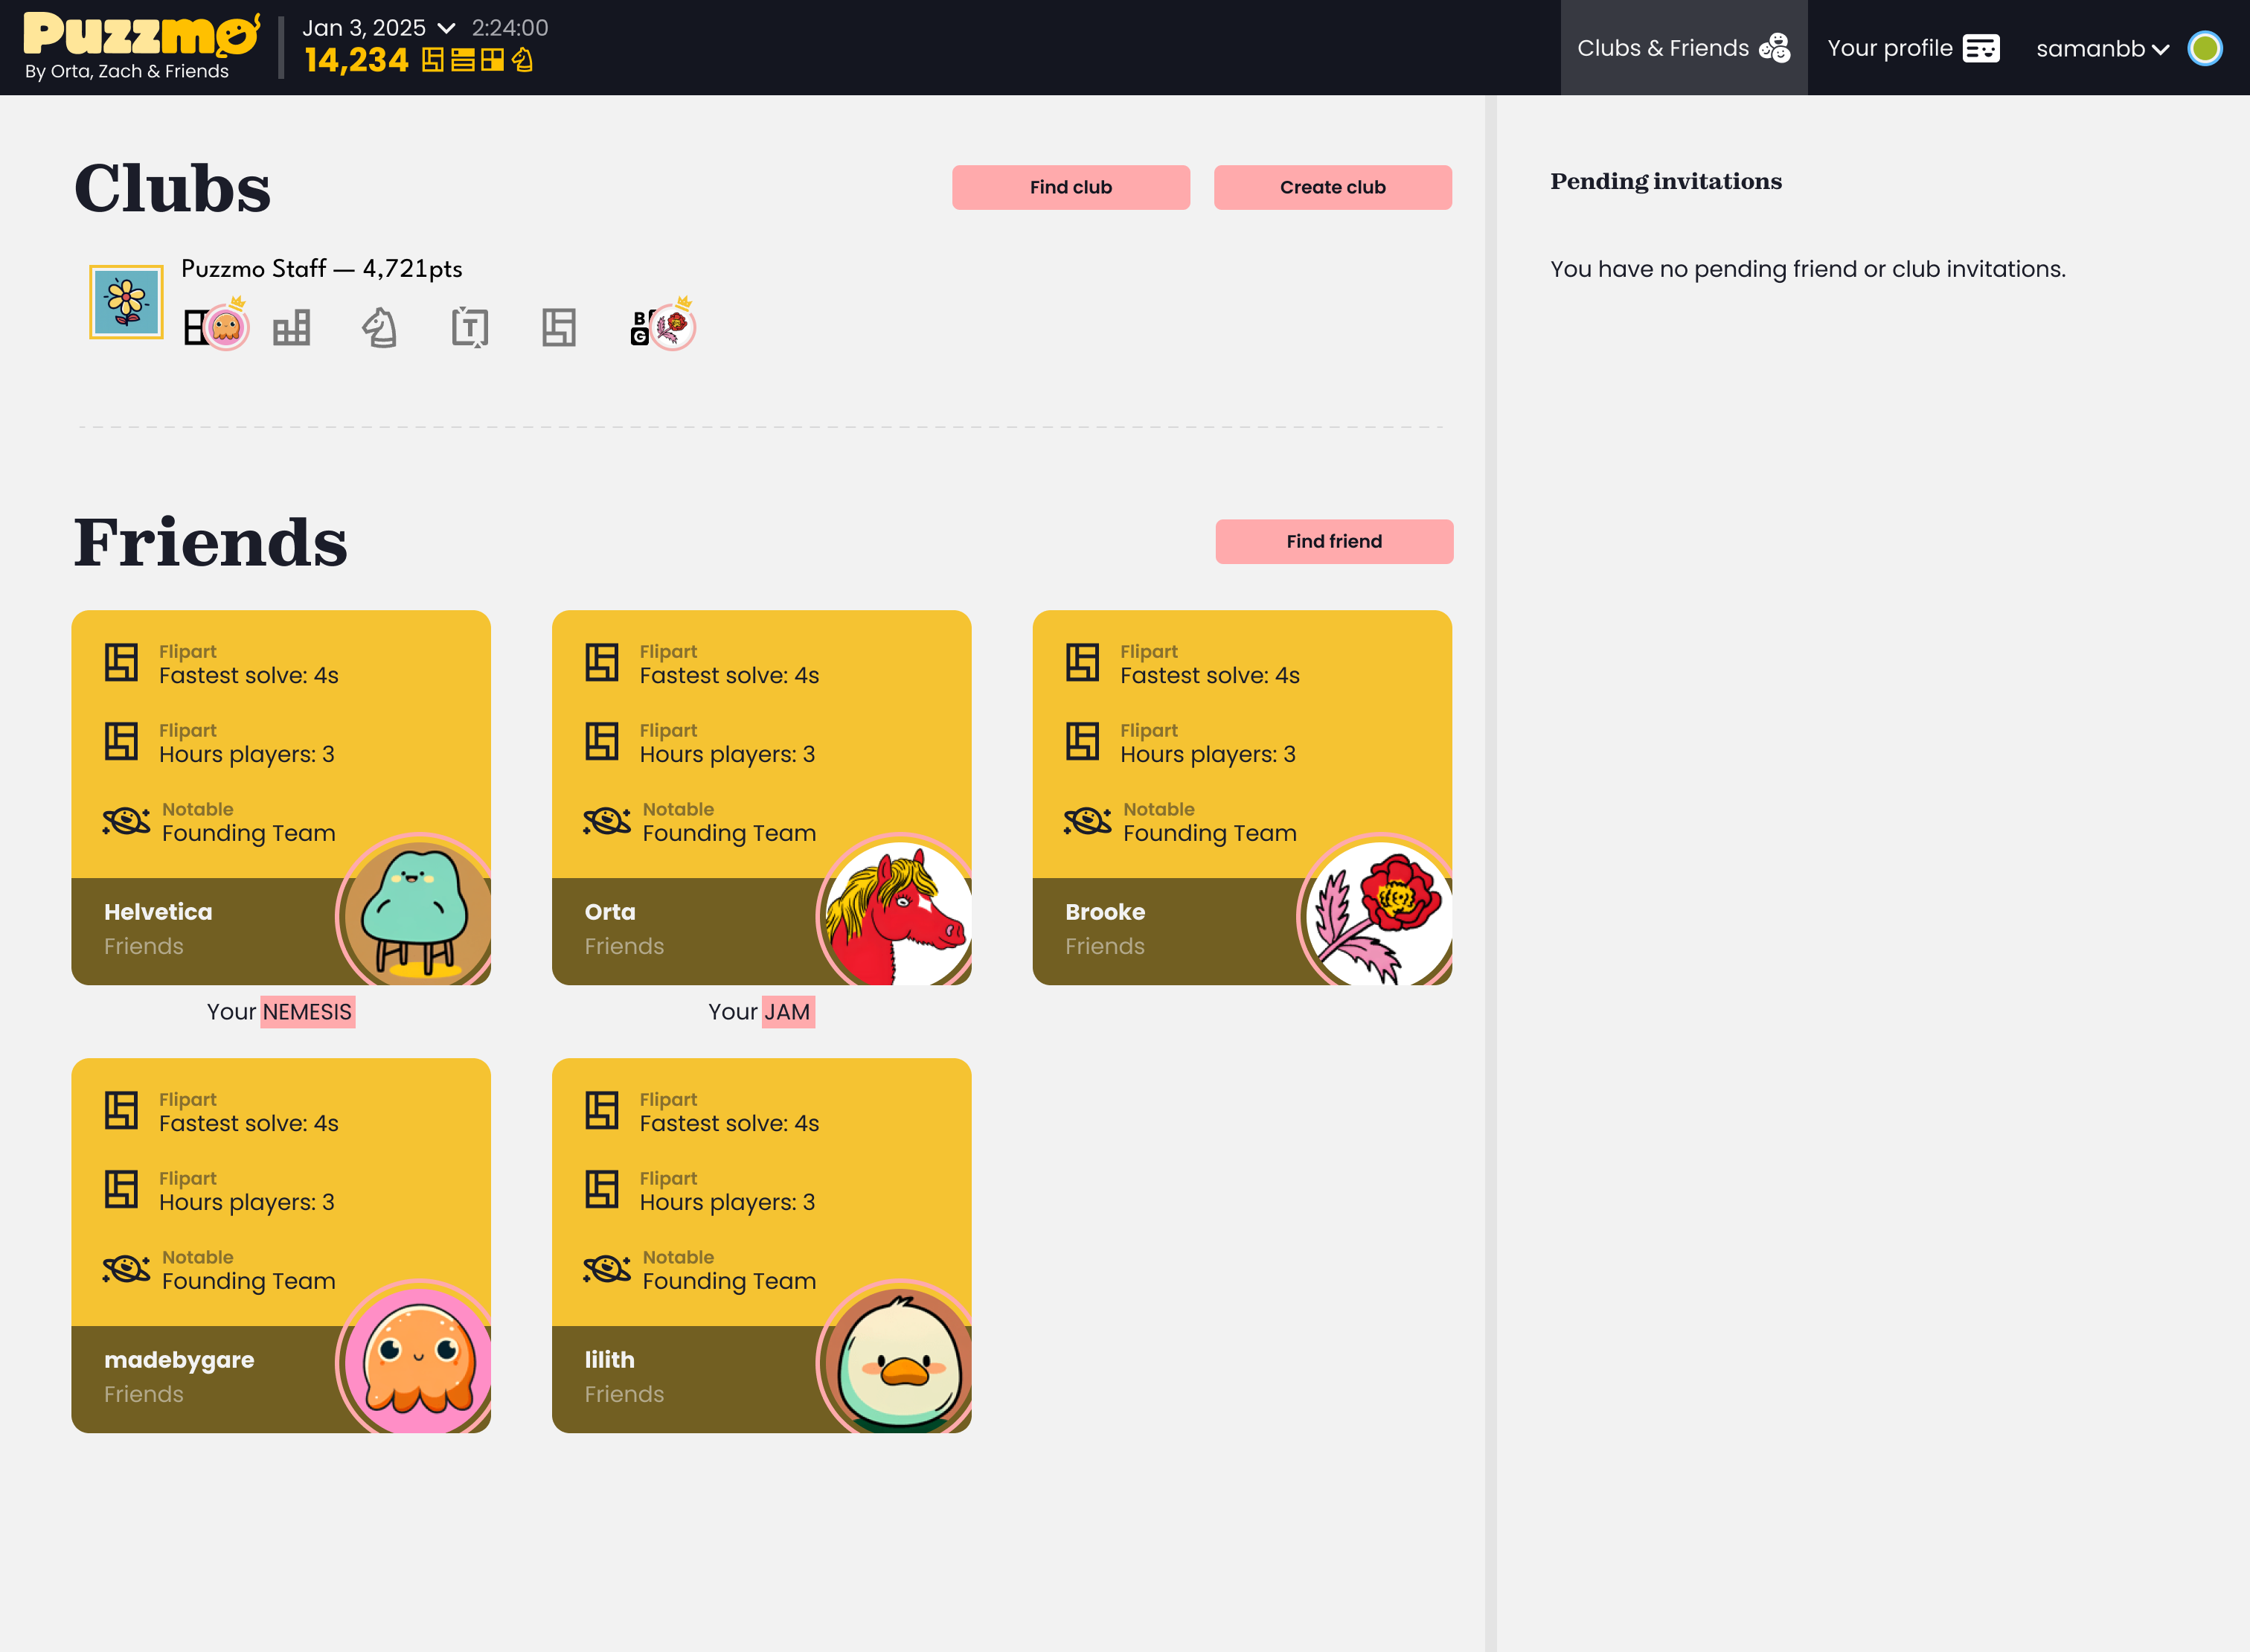 Puzzmo
By Orta, Zach & Friends
Jan 3, 2025 2:24:00
14,234
Clubs & Friends
Your profile
samanbb
Clubs
Find club
Create club
Puzzmo Staff — 4,721pts
T
B
G
Pending invitations
You have no pending friend or club invitations.
Friends
Find friend
Flipart
Fastest solve: 4s
Flipart
Hours players: 3
Notable
Founding Team
Helvetica
Friends
Your NEMESIS
Flipart
Fastest solve: 4s
Flipart
Hours players: 3
Notable
Founding Team
Orta
Friends
Your JAM
Flipart
Fastest solve: 4s
Flipart
Hours players: 3
Notable
Founding Team
Brooke
Friends
Flipart
Fastest solve: 4s
Flipart
Hours players: 3
Notable
Founding Team
madebygare
Friends
Flipart
Fastest solve: 4s
Flipart
Hours players: 3
Notable
Founding Team
lilith
Friends